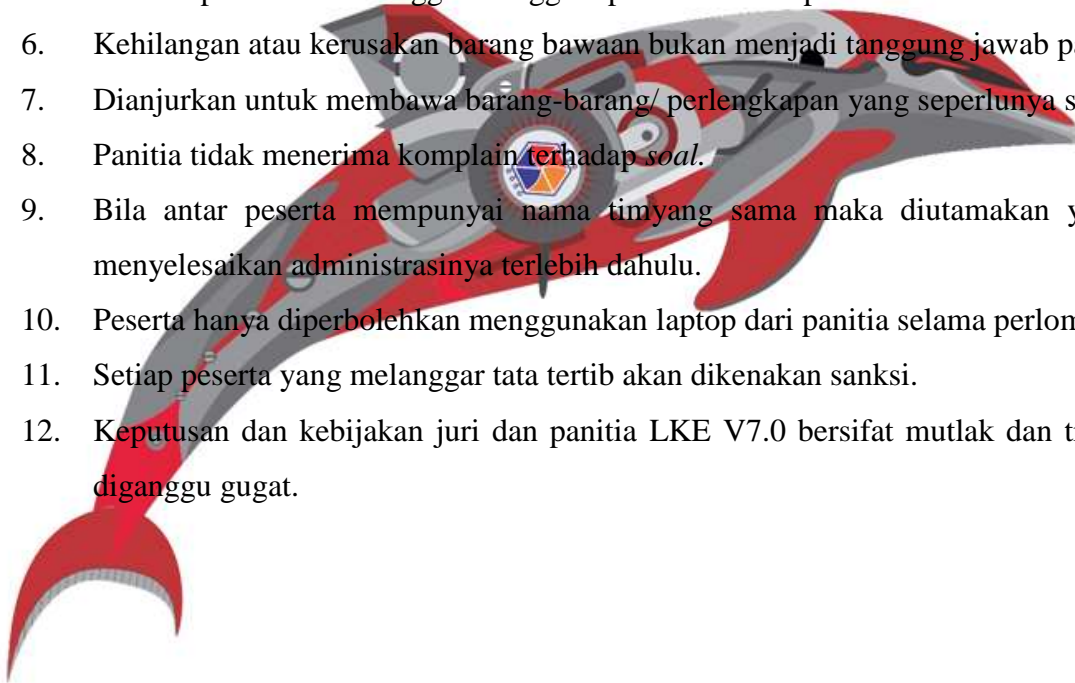 6. Kehilangan atau kerusakan barang bawaan bukan menjadi tanggung jawab
7. Dianjurkan untuk membawa barang-barang/ perlengkapan yang seperlunya
8. Panitia tidak menerima komplain terhadap soal.
9. Bila antar peserta mempunyai nama timyang sama maka diutamakan
menyelesaikan administrasinya terlebih dahulu.
10. Peserta hanya diperbolehkan menggunakan laptop dari panitia selama
11. Setiap peserta yang melanggar tata tertib akan dikenakan sanksi.
12. Keputusan dan kebijakan juri dan panitia LKE V7.0 bersifat mutlak dan
diganggu gugat.